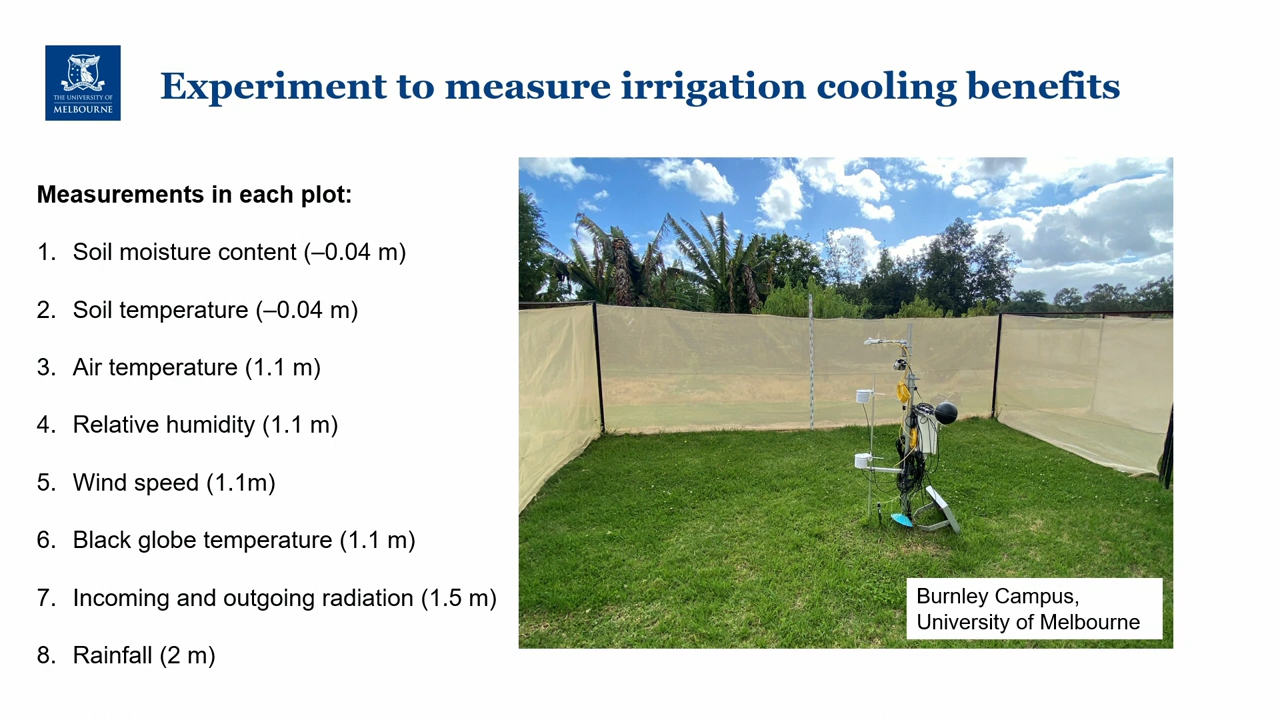 THE UNIVERSITY OF
MELBOURNE
Experiment to measure irrigation cooling benefits
Measurements in each plot:
1. Soil moisture content (–0.04 m)
2. Soil temperature (–0.04 m)
3. Air temperature (1.1 m)
4. Relative humidity (1.1 m)
5. Wind speed (1.1m)
6. Black globe temperature (1.1 m)
7. Incoming and outgoing radiation (1.5 m)
8. Rainfall (2 m)
Burnley Campus,
University of Melbourne